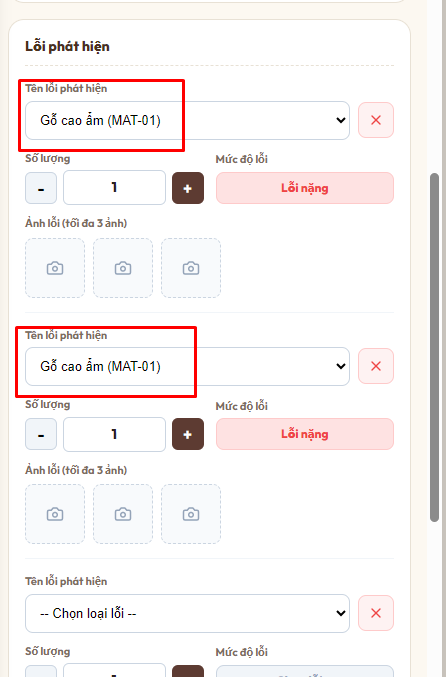 Lỗi phát hiện
Tên lỗi phát hiện
Gỗ cao ẩm (MAT-01)
Số lượng Mức độ lỗi
- 1 + Lỗi nặng
Ảnh lỗi (tối đa 3 ảnh)
Tên lỗi phát hiện
Gỗ cao ẩm (MAT-01)
Số lượng Mức độ lỗi
- 1 + Lỗi nặng
Ảnh lỗi (tối đa 3 ảnh)
Tên lỗi phát hiện
-- Chọn loại lỗi --
Số lượng Mức độ lỗi